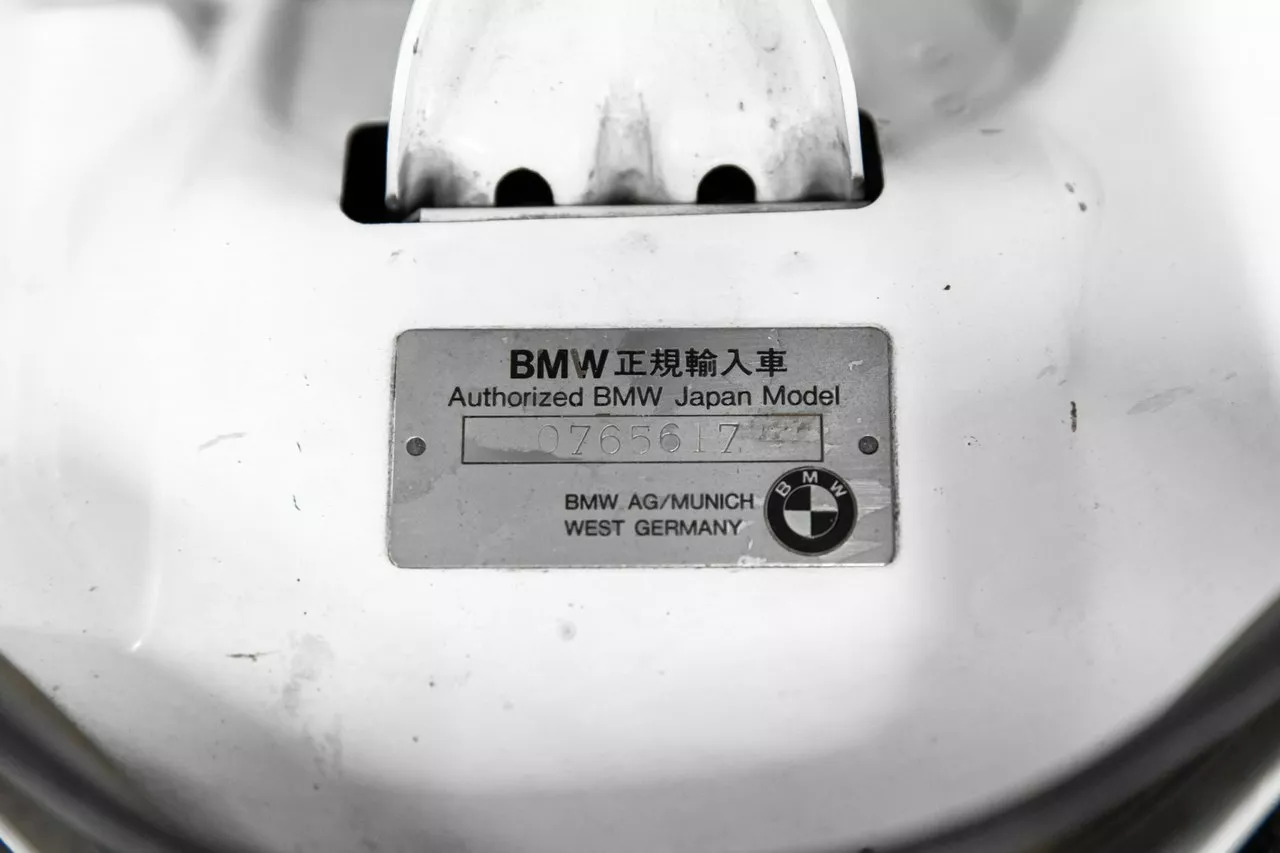 BMW正規輸入車
Authorized BMW Japan Model
0765617
BMW AG/MUNICH
WEST GERMANY
BMW